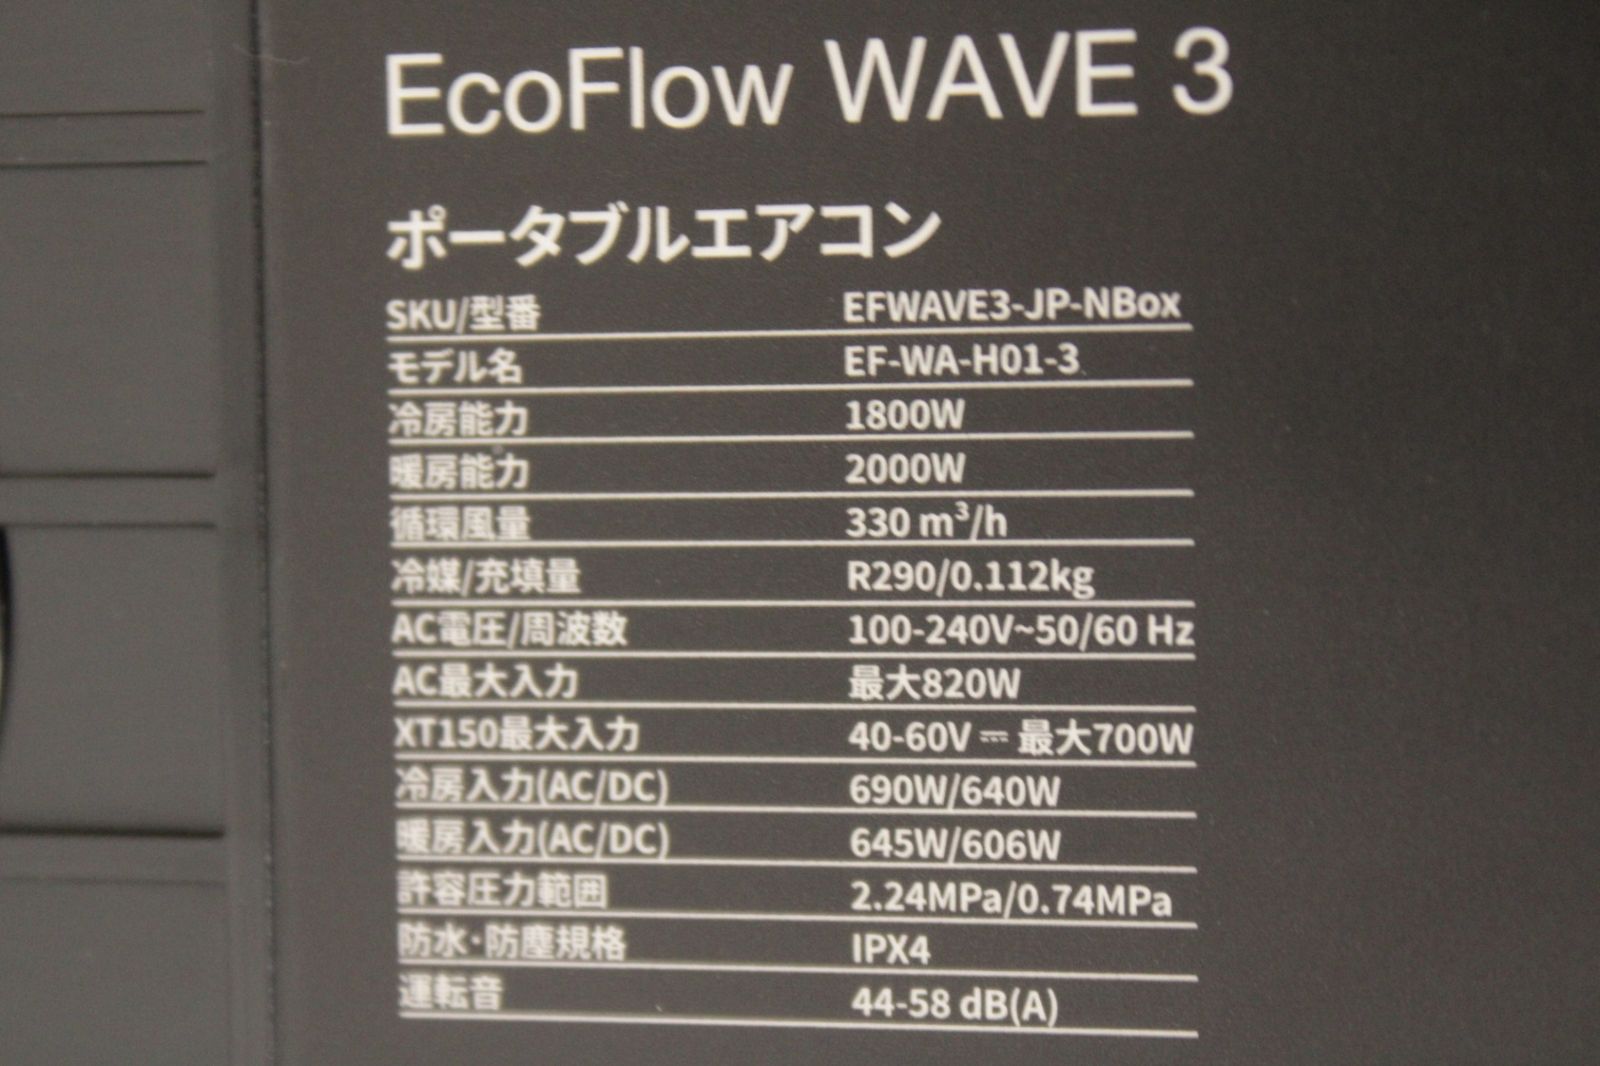 EcoFlow WAVE 3
ポータブルエアコン
SKU/型番 EFWAVE3-JP-NBox
モデル名 EF-WA-H01-3
冷房能力 1800W
暖房能力 2000W
循環風量 330 m³/h
冷媒/充填量 R290/0.112kg
AC電圧/周波数 100-240V~50/60 Hz
AC最大入力 最大820W
XT150最大入力 40-60V ⎓ 最大700W
冷房入力(AC/DC) 690W/640W
暖房入力(AC/DC) 645W/606W
許容圧力範囲 2.24MPa/0.74MPa
防水·防塵規格 IPX4
運転音 44-58 dB(A)